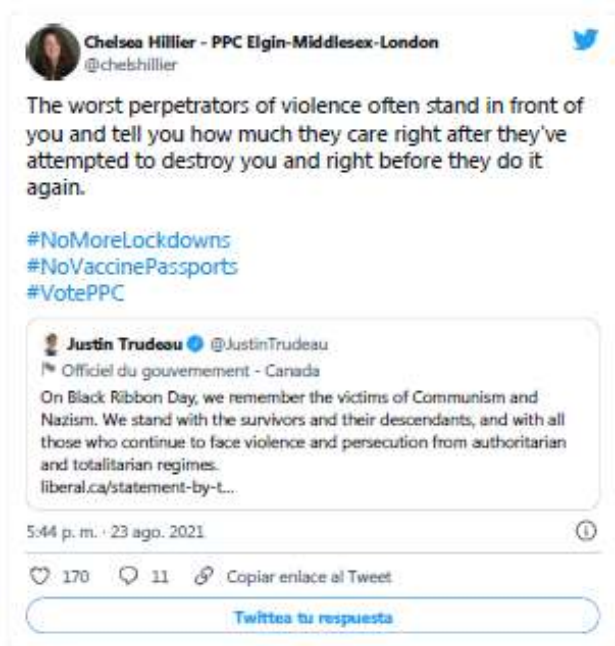 Chelsea Hillier - PPC Elgin-Middlesex-London
@chelshillier
The worst perpetrators of violence often stand in front of
you and tell you how much they care right after they've
attempted to destroy you and right before they do it
again.
#NoMoreLockdowns
#NoVaccinePassports
#VotePPC
Justin Trudeau @JustinTrudeau
Officiel du gouvernement - Canada
On Black Ribbon Day, we remember the victims of Communism and
Nazism. We stand with the survivors and their descendants, and with all
those who continue to face violence and persecution from authoritarian
and totalitarian regimes.
liberal.ca/statement-by-t...
5:44 p. m. · 23 ago. 2021
170 11 Copiar enlace al Tweet
Twittea tu respuesta